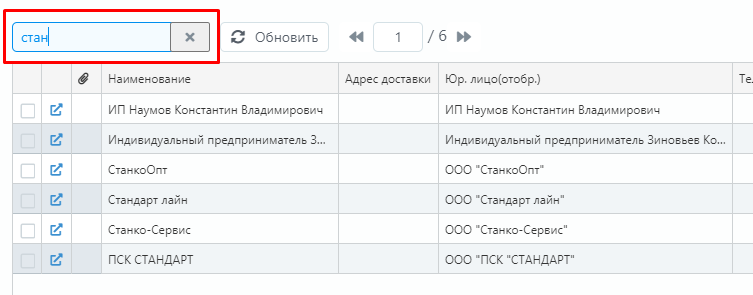 стан Обновить 1 / 6
Наименование Адрес доставки Юр. лицо(отобр.) Те.
ИП Наумов Константин Владимирович ИП Наумов Константин Владимирович
Индивидуальный предприниматель З... Индивидуальный предприниматель Зиновьев Ко...
СтанкоОпт ООО "СтанкоОпт"
Стандарт лайн ООО "Стандарт лайн"
Станко-Сервис ООО "Станко-Сервис"
ПСК СТАНДАРТ ООО "ПСК "СТАНДАРТ"